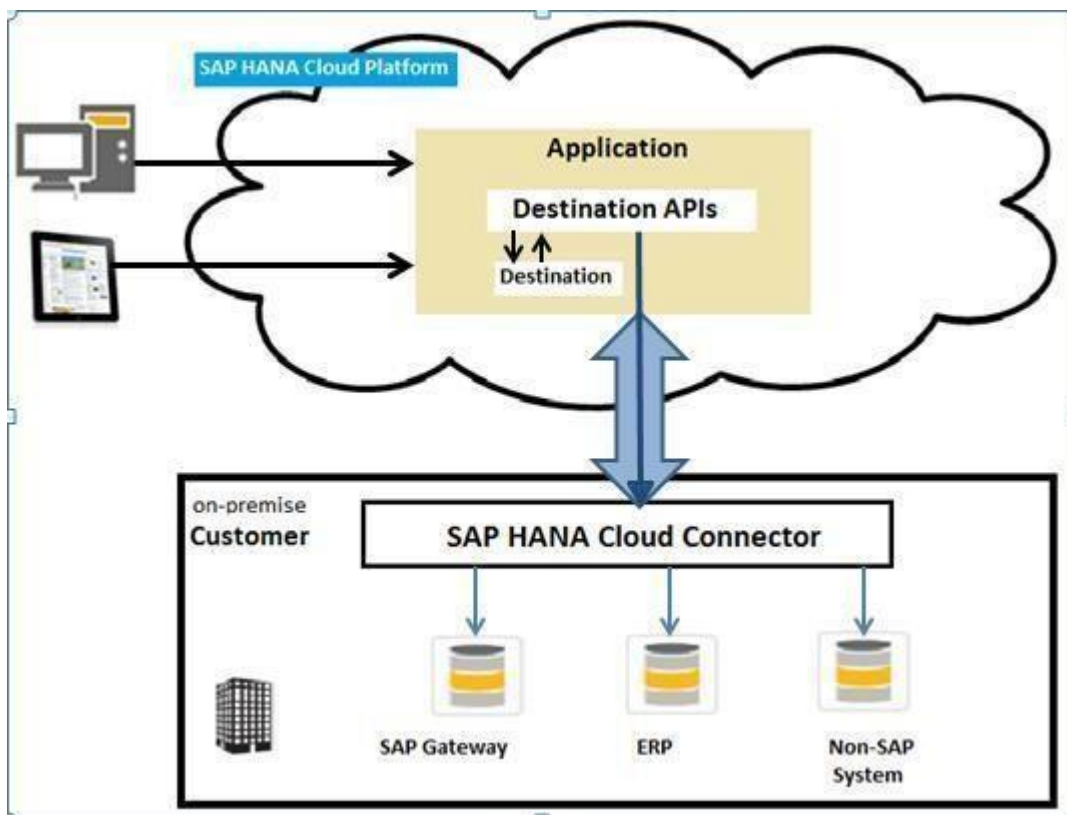 SAP HANA Cloud Platform
Application
Destination APIs
Destination
on-premise
Customer
SAP HANA Cloud Connector
SAP Gateway
ERP
Non-SAP
System